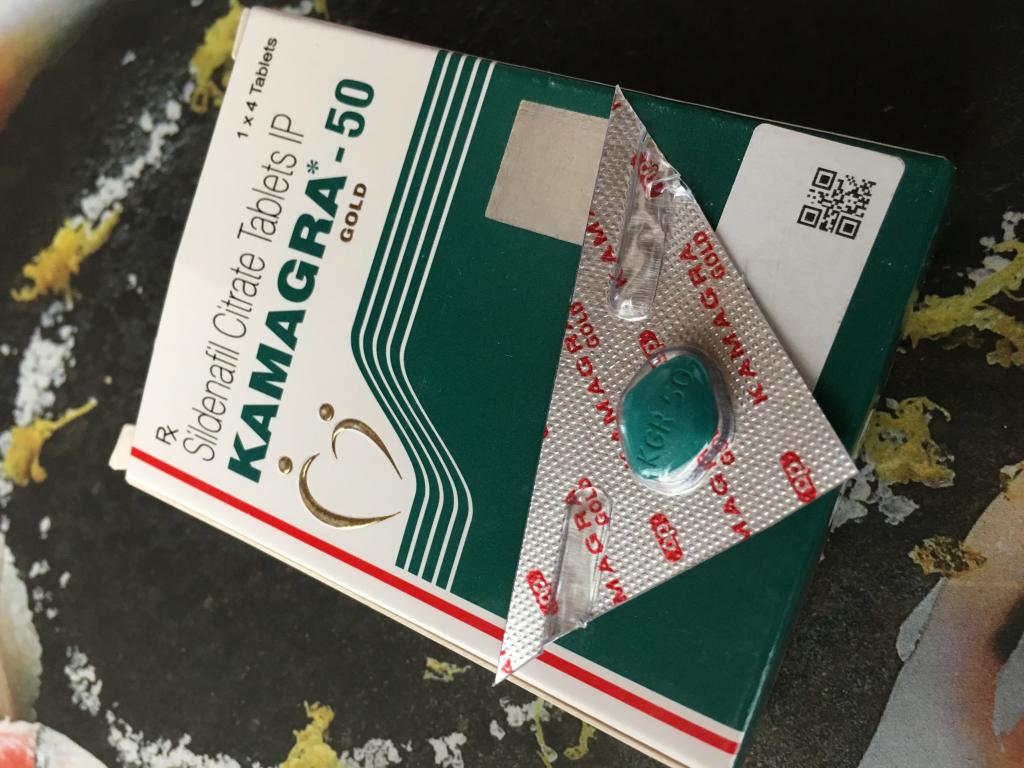 1 x 4 Tablets
Rx
Sildenafil Citrate Tablets IP
KAMAGRA* - 50
GOLD
KAMAGRA
GOLD
KGR 50